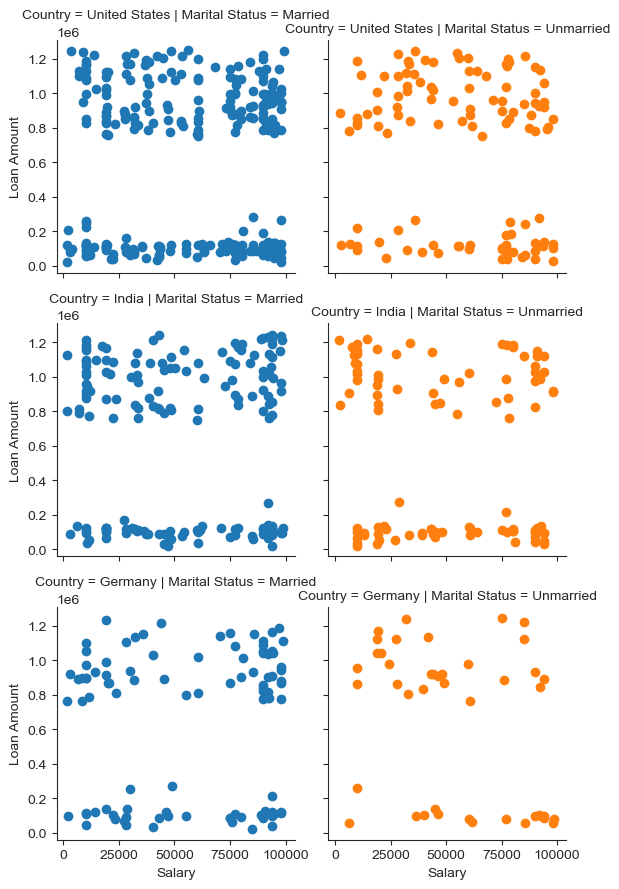 Country = United States | Marital Status = Married
Country = United States | Marital Status = Unmarried
1e6
1.2
1.0
0.8
0.6
0.4
0.2
0.0
Loan Amount
Country = India | Marital Status = Married
Country = India | Marital Status = Unmarried
1e6
1.2
1.0
0.8
0.6
0.4
0.2
0.0
Loan Amount
Country = Germany | Marital Status = Married
Country = Germany | Marital Status = Unmarried
1e6
1.2
1.0
0.8
0.6
0.4
0.2
0.0
Loan Amount
0 25000 50000 75000 100000
Salary
0 25000 50000 75000 100000
Salary